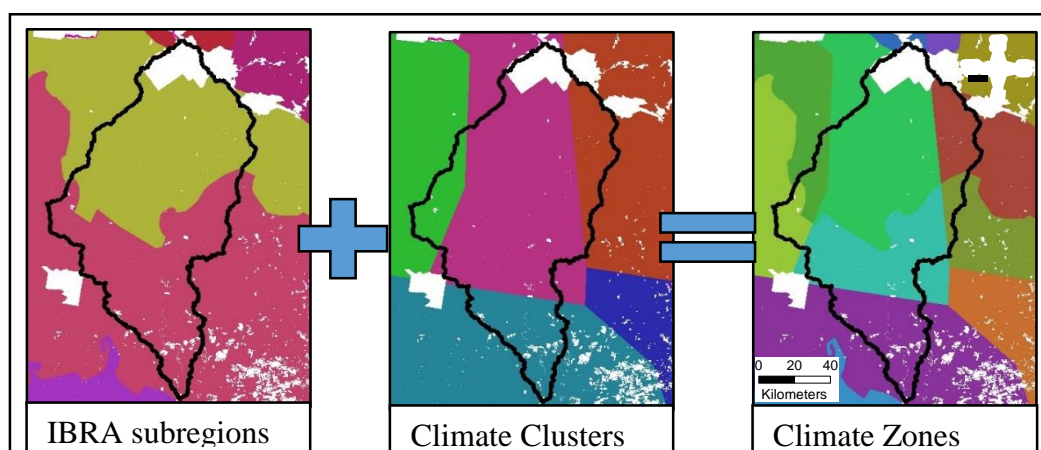 0 20 40
Kilometers
IBRA subregions
Climate Clusters
Climate Zones